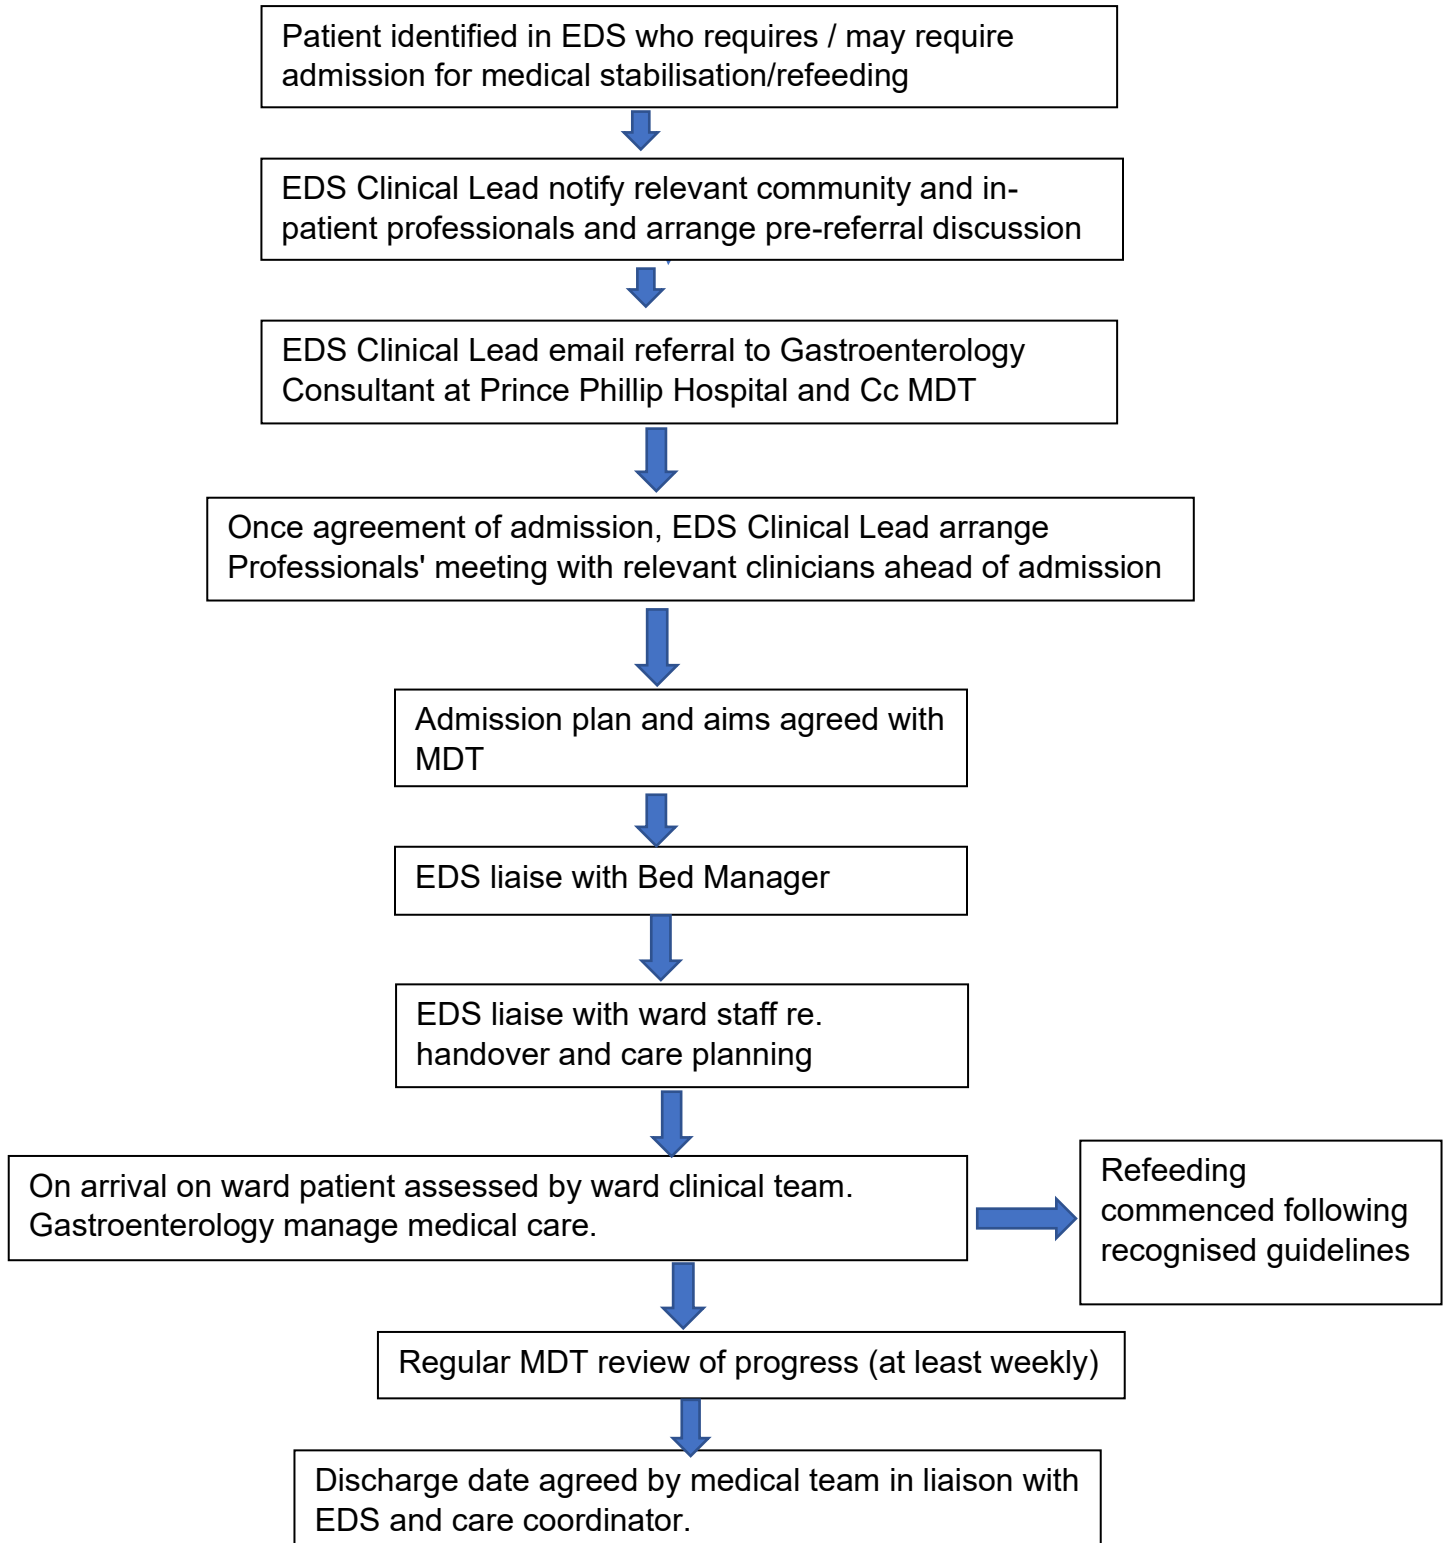 Patient identified in EDS who requires / may require
admission for medical stabilisation/refeeding
EDS Clinical Lead notify relevant community and in-
patient professionals and arrange pre-referral discussion
EDS Clinical Lead email referral to Gastroenterology
Consultant at Prince Phillip Hospital and Cc MDT
Once agreement of admission, EDS Clinical Lead arrange
Professionals' meeting with relevant clinicians ahead of admission
Admission plan and aims agreed with
MDT
EDS liaise with Bed Manager
EDS liaise with ward staff re.
handover and care planning
On arrival on ward patient assessed by ward clinical team.
Gastroenterology manage medical care.
Refeeding
commenced following
recognised guidelines
Regular MDT review of progress (at least weekly)
Discharge date agreed by medical team in liaison with
EDS and care coordinator.